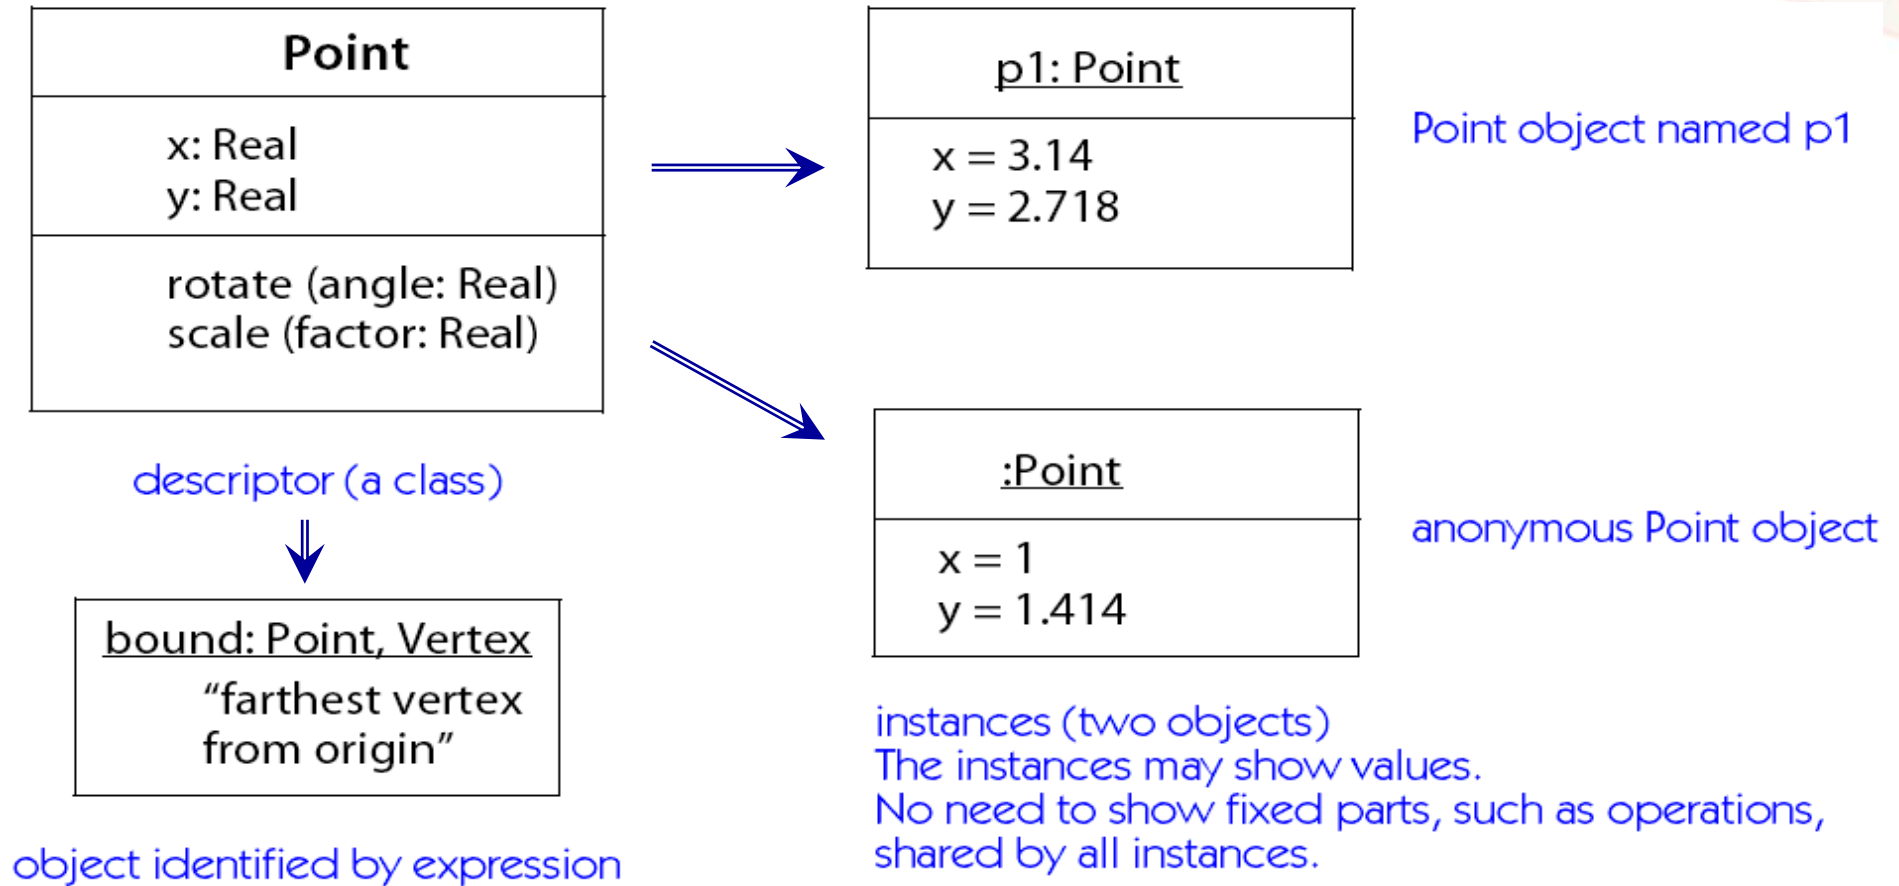 Point
x: Real
y: Real
rotate (angle: Real)
scale (factor: Real)
descriptor (a class)
bound: Point, Vertex
“farthest vertex
from origin”
object identified by expression
p1: Point
x = 3.14
y = 2.718
Point object named p1
:Point
x = 1
y = 1.414
anonymous Point object
instances (two objects)
The instances may show values.
No need to show fixed parts, such as operations,
shared by all instances.